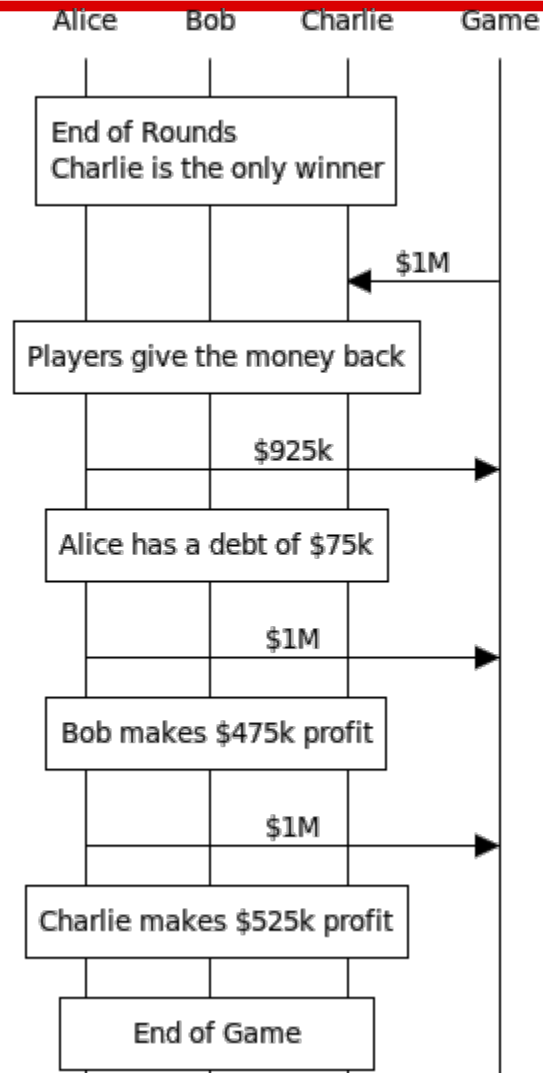 Alice Bob Charlie Game
End of Rounds
Charlie is the only winner
$1M
Players give the money back
$925k
Alice has a debt of $75k
$1M
Bob makes $475k profit
$1M
Charlie makes $525k profit
End of Game